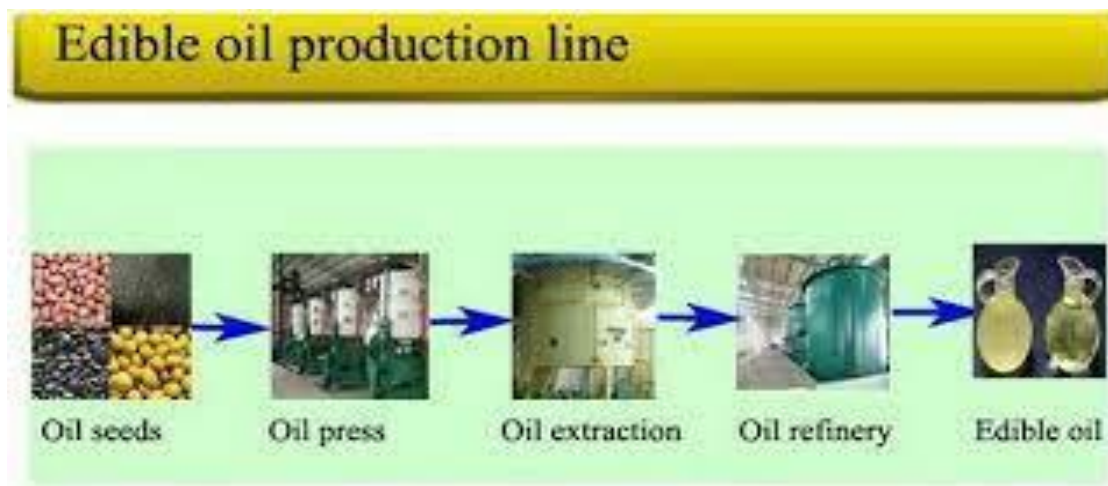 Edible oil production line
Oil seeds
Oil press
Oil extraction
Oil refinery
Edible oil